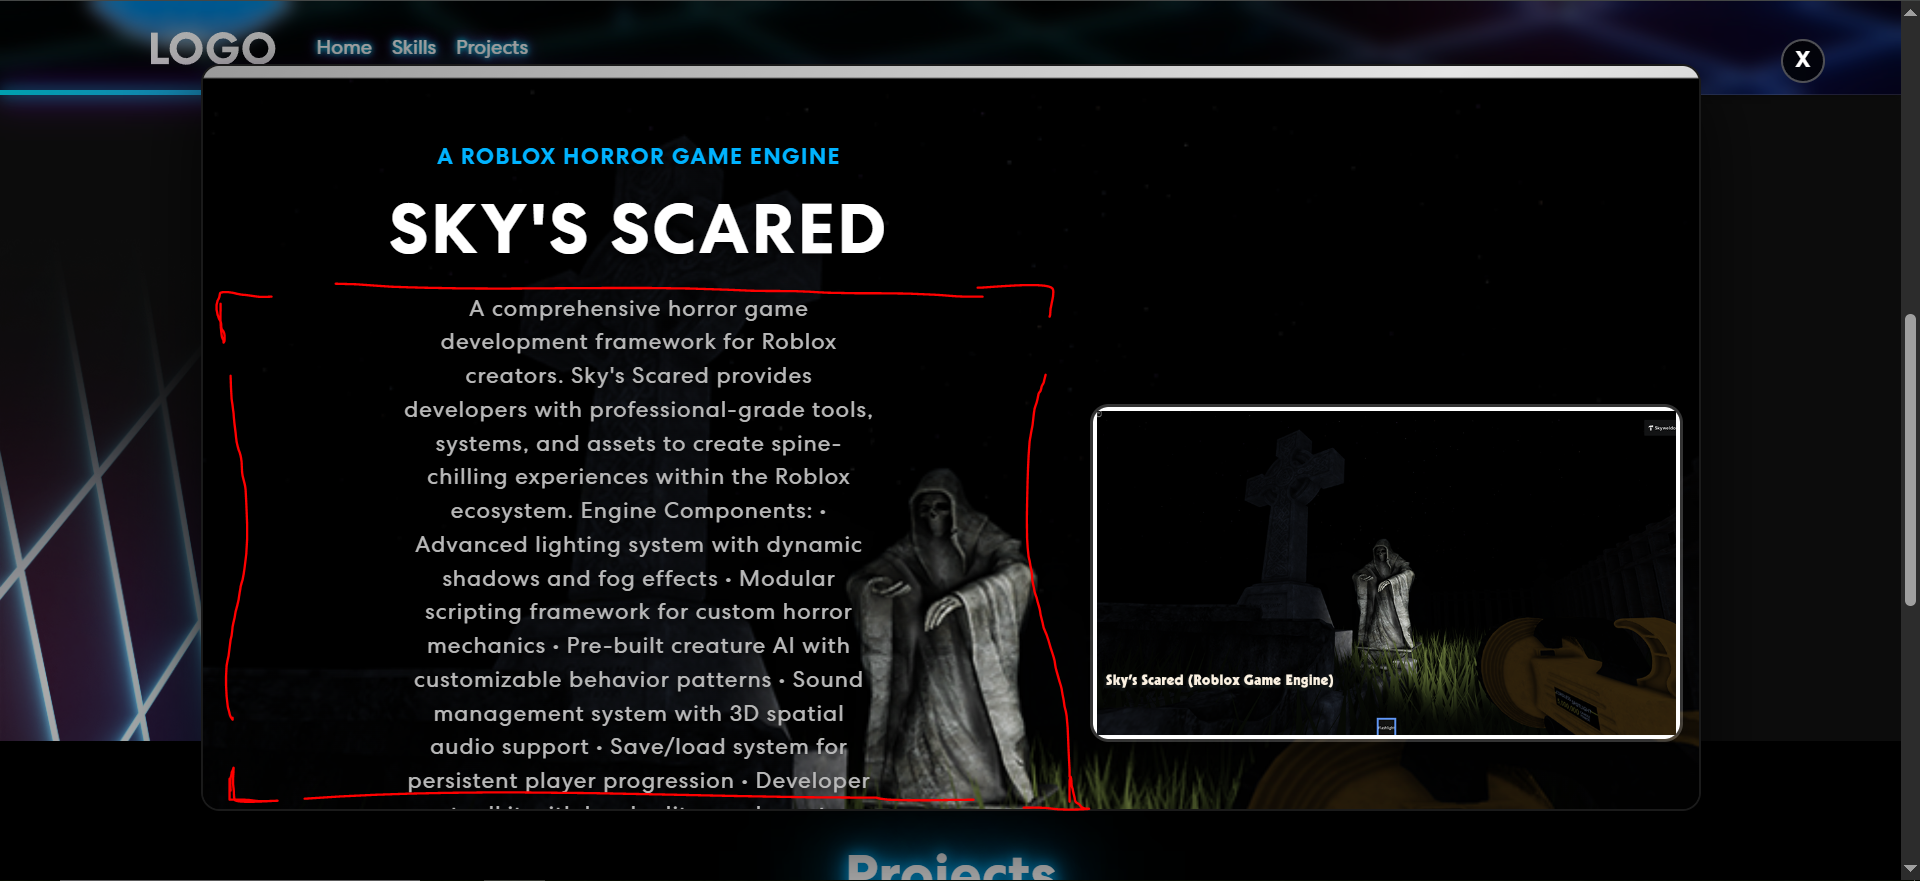 LOGO
Home Skills Projects
X
A ROBLOX HORROR GAME ENGINE
SKY'S SCARED
A comprehensive horror game
development framework for Roblox
creators. Sky's Scared provides
developers with professional-grade tools,
systems, and assets to create spine-
chilling experiences within the Roblox
ecosystem. Engine Components: •
Advanced lighting system with dynamic
shadows and fog effects • Modular
scripting framework for custom horror
mechanics • Pre-built creature AI with
customizable behavior patterns • Sound
management system with 3D spatial
audio support • Save/load system for
persistent player progression • Developer
Sky's Scared (Roblox Game Engine)
Projects